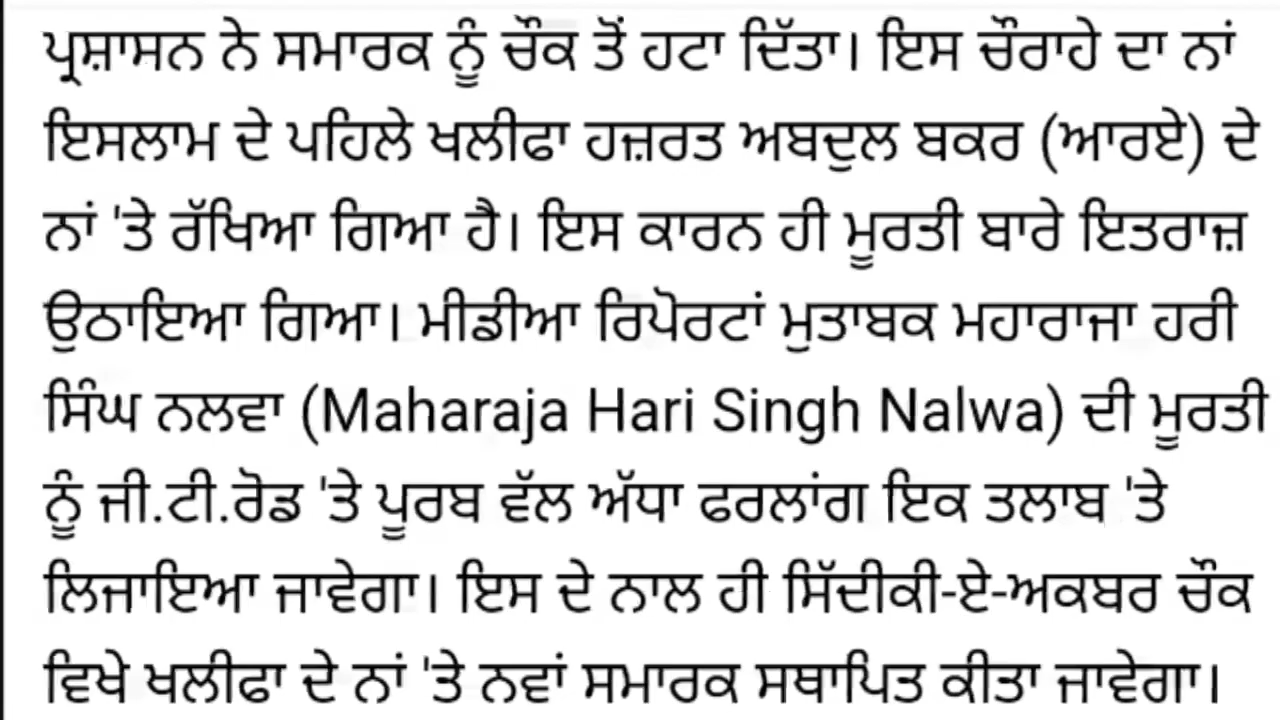 ਪ੍ਰਸ਼ਾਸਨ ਨੇ ਸਮਾਰਕ ਨੂੰ ਚੌਕ ਤੋਂ ਹਟਾ ਦਿੱਤਾ। ਇਸ ਚੌਰਾਹੇ ਦਾ ਨਾਂ
ਇਸਲਾਮ ਦੇ ਪਹਿਲੇ ਖਲੀਫਾ ਹਜ਼ਰਤ ਅਬਦੁਲ ਬਕਰ (ਆਰਏ) ਦੇ
ਨਾਂ 'ਤੇ ਰੱਖਿਆ ਗਿਆ ਹੈ। ਇਸ ਕਾਰਨ ਹੀ ਮੂਰਤੀ ਬਾਰੇ ਇਤਰਾਜ਼
ਉਠਾਇਆ ਗਿਆ। ਮੀਡੀਆ ਰਿਪੋਰਟਾਂ ਮੁਤਾਬਕ ਮਹਾਰਾਜਾ ਹਰੀ
ਸਿੰਘ ਨਲਵਾ (Maharaja Hari Singh Nalwa) ਦੀ ਮੂਰਤੀ
ਨੂੰ ਜੀ.ਟੀ.ਰੋਡ 'ਤੇ ਪੂਰਬ ਵੱਲ ਅੱਧਾ ਫਰਲਾਂਗ ਇਕ ਤਲਾਬ 'ਤੇ
ਲਿਜਾਇਆ ਜਾਵੇਗਾ। ਇਸ ਦੇ ਨਾਲ ਹੀ ਸਿੱਦੀਕੀ-ਏ-ਅਕਬਰ ਚੌਕ
ਵਿਖੇ ਖਲੀਫਾ ਦੇ ਨਾਂ 'ਤੇ ਨਵਾਂ ਸਮਾਰਕ ਸਥਾਪਿਤ ਕੀਤਾ ਜਾਵੇਗਾ।